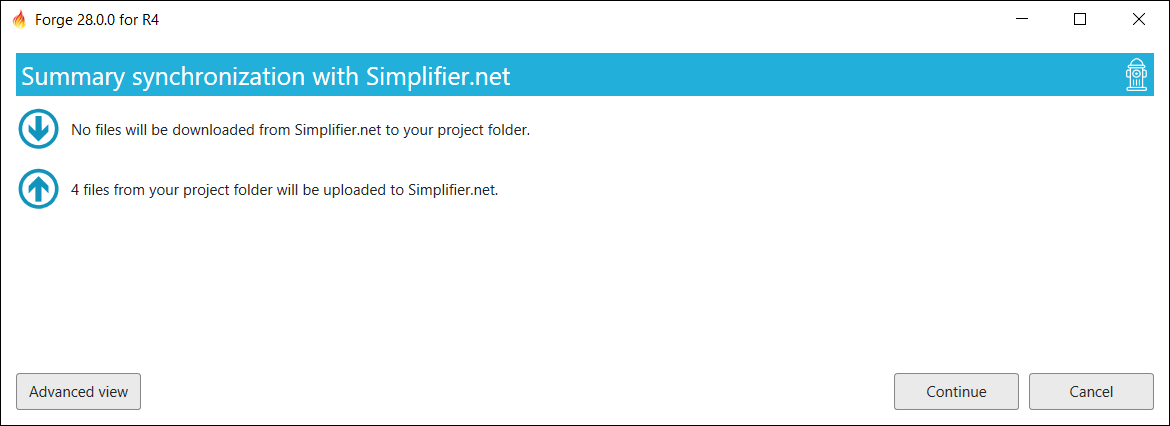 Forge 28.0.0 for R4
Summary synchronization with Simplifier.net
No files will be downloaded from Simplifier.net to your project folder.
4 files from your project folder will be uploaded to Simplifier.net.
Advanced view
Continue
Cancel